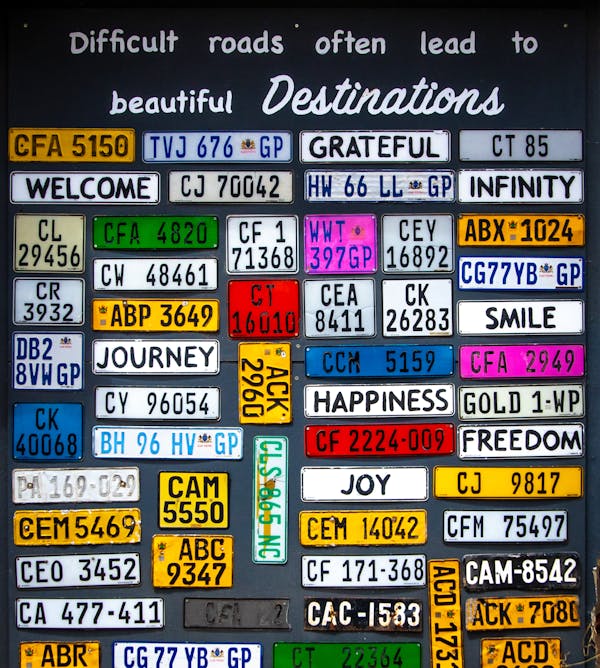 Difficult roads often lead to
beautiful Destinations
CFA 5150
TVJ 676 GP
GRATEFUL
CT 85
WELCOME
CJ 70042
HW 66 LL GP
INFINITY
CL
29456
CFA 4820
CF 1
71368
WWT
397GP
CEY
16892
ABX 1024
CW 48461
CG77YB GP
CR
3932
ABP 3649
CT
16010
CEA
8411
CK
26283
SMILE
DB2
8VWGP
JOURNEY
ACK
2960
CCM 5159
CFA 2949
CY 96054
HAPPINESS
GOLD 1-WP
CK
40068
BH 96 HV GP
CLS 865 NC
CF 2224-009
FREEDOM
PA 169-029
CAM
5550
JOY
CJ 9817
CEM 5469
CEM 14042
CFM 75497
ABC
9347
CEO 3452
CF 171-368
ACD 1733
CAM-8542
CA 477-411
CFA
CAC-1583
ACK 7080
ABR
CG 77 YB GP
CT 22364
ACD